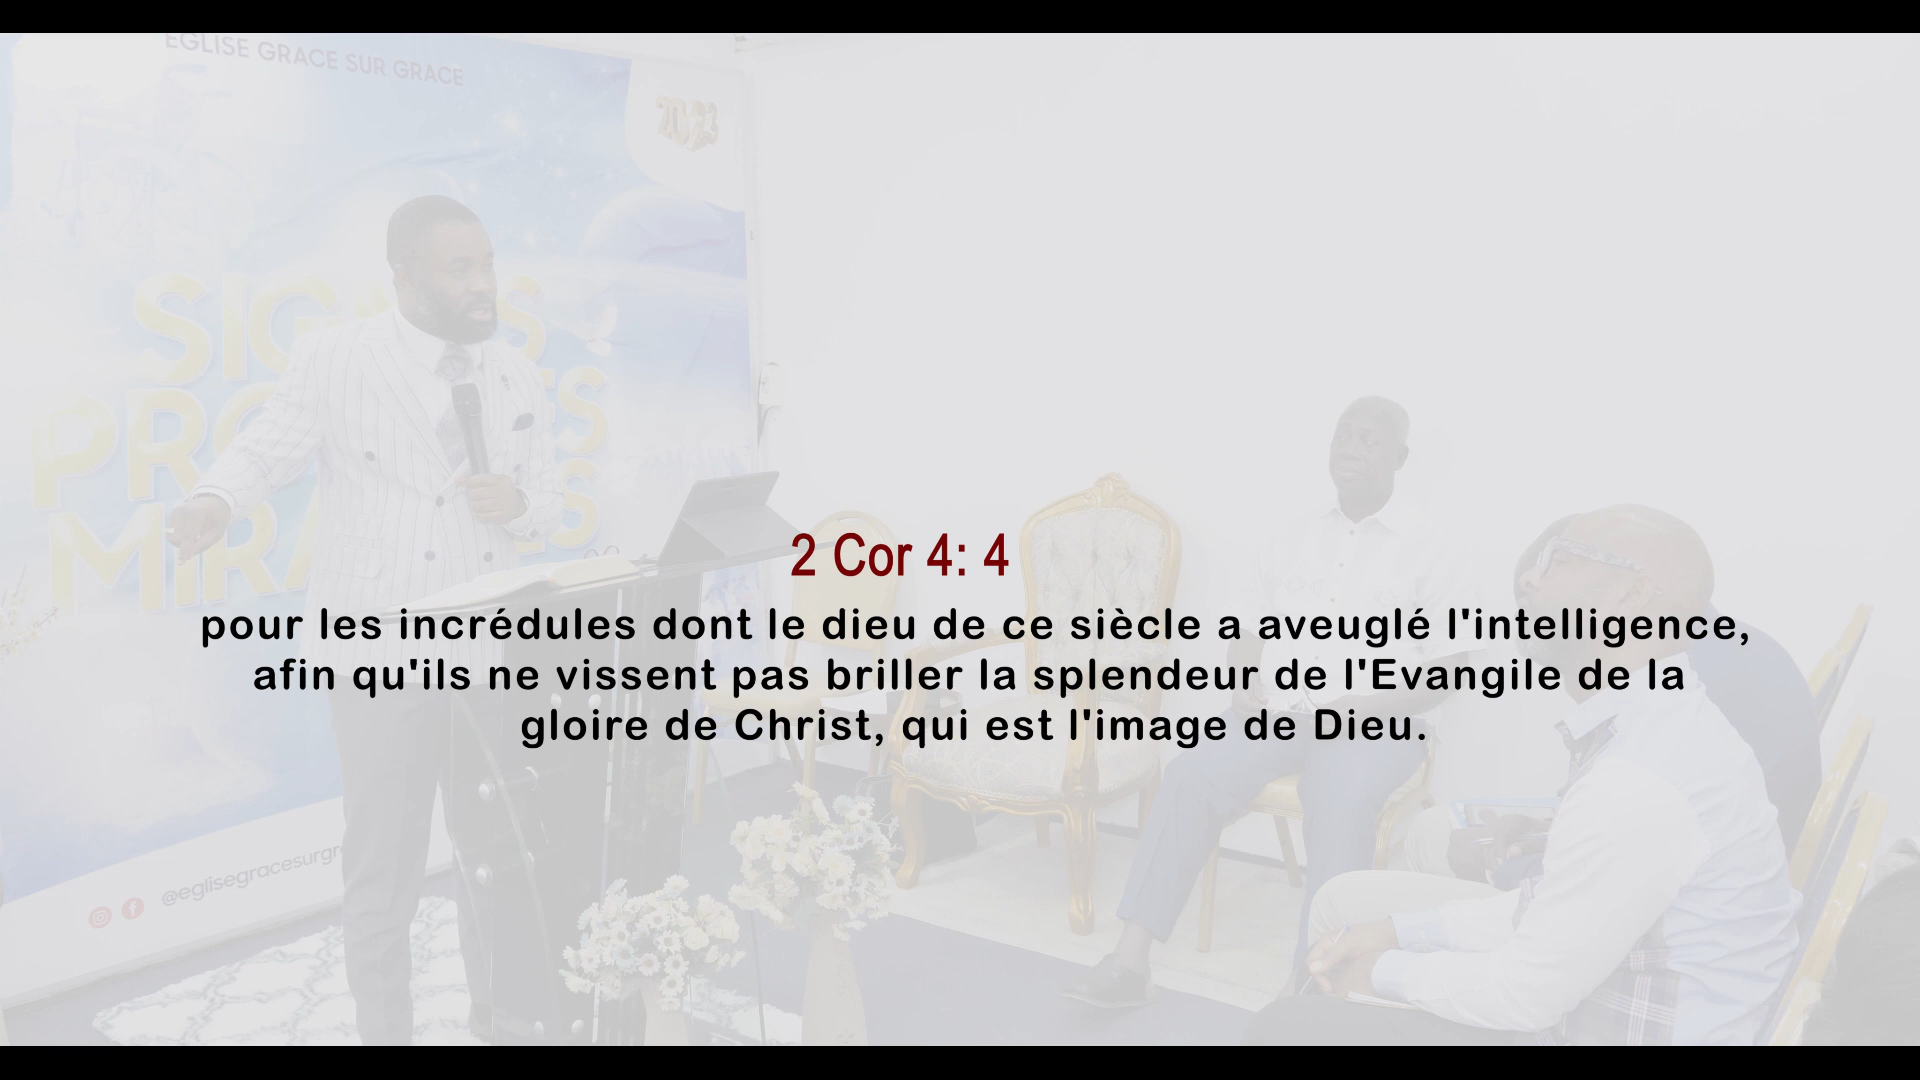 EGLISE GRACE SUR GRACE
2023
2 Cor 4: 4
pour les incrédules dont le dieu de ce siècle a aveuglé l'intelligence,
afin qu'ils ne vissent pas briller la splendeur de l'Evangile de la
gloire de Christ, qui est l'image de Dieu.